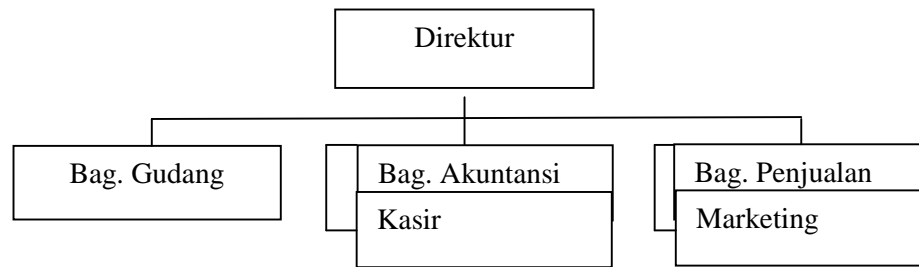 Direktur
Bag. Gudang
Bag. Akuntansi
Kasir
Bag. Penjualan
Marketing